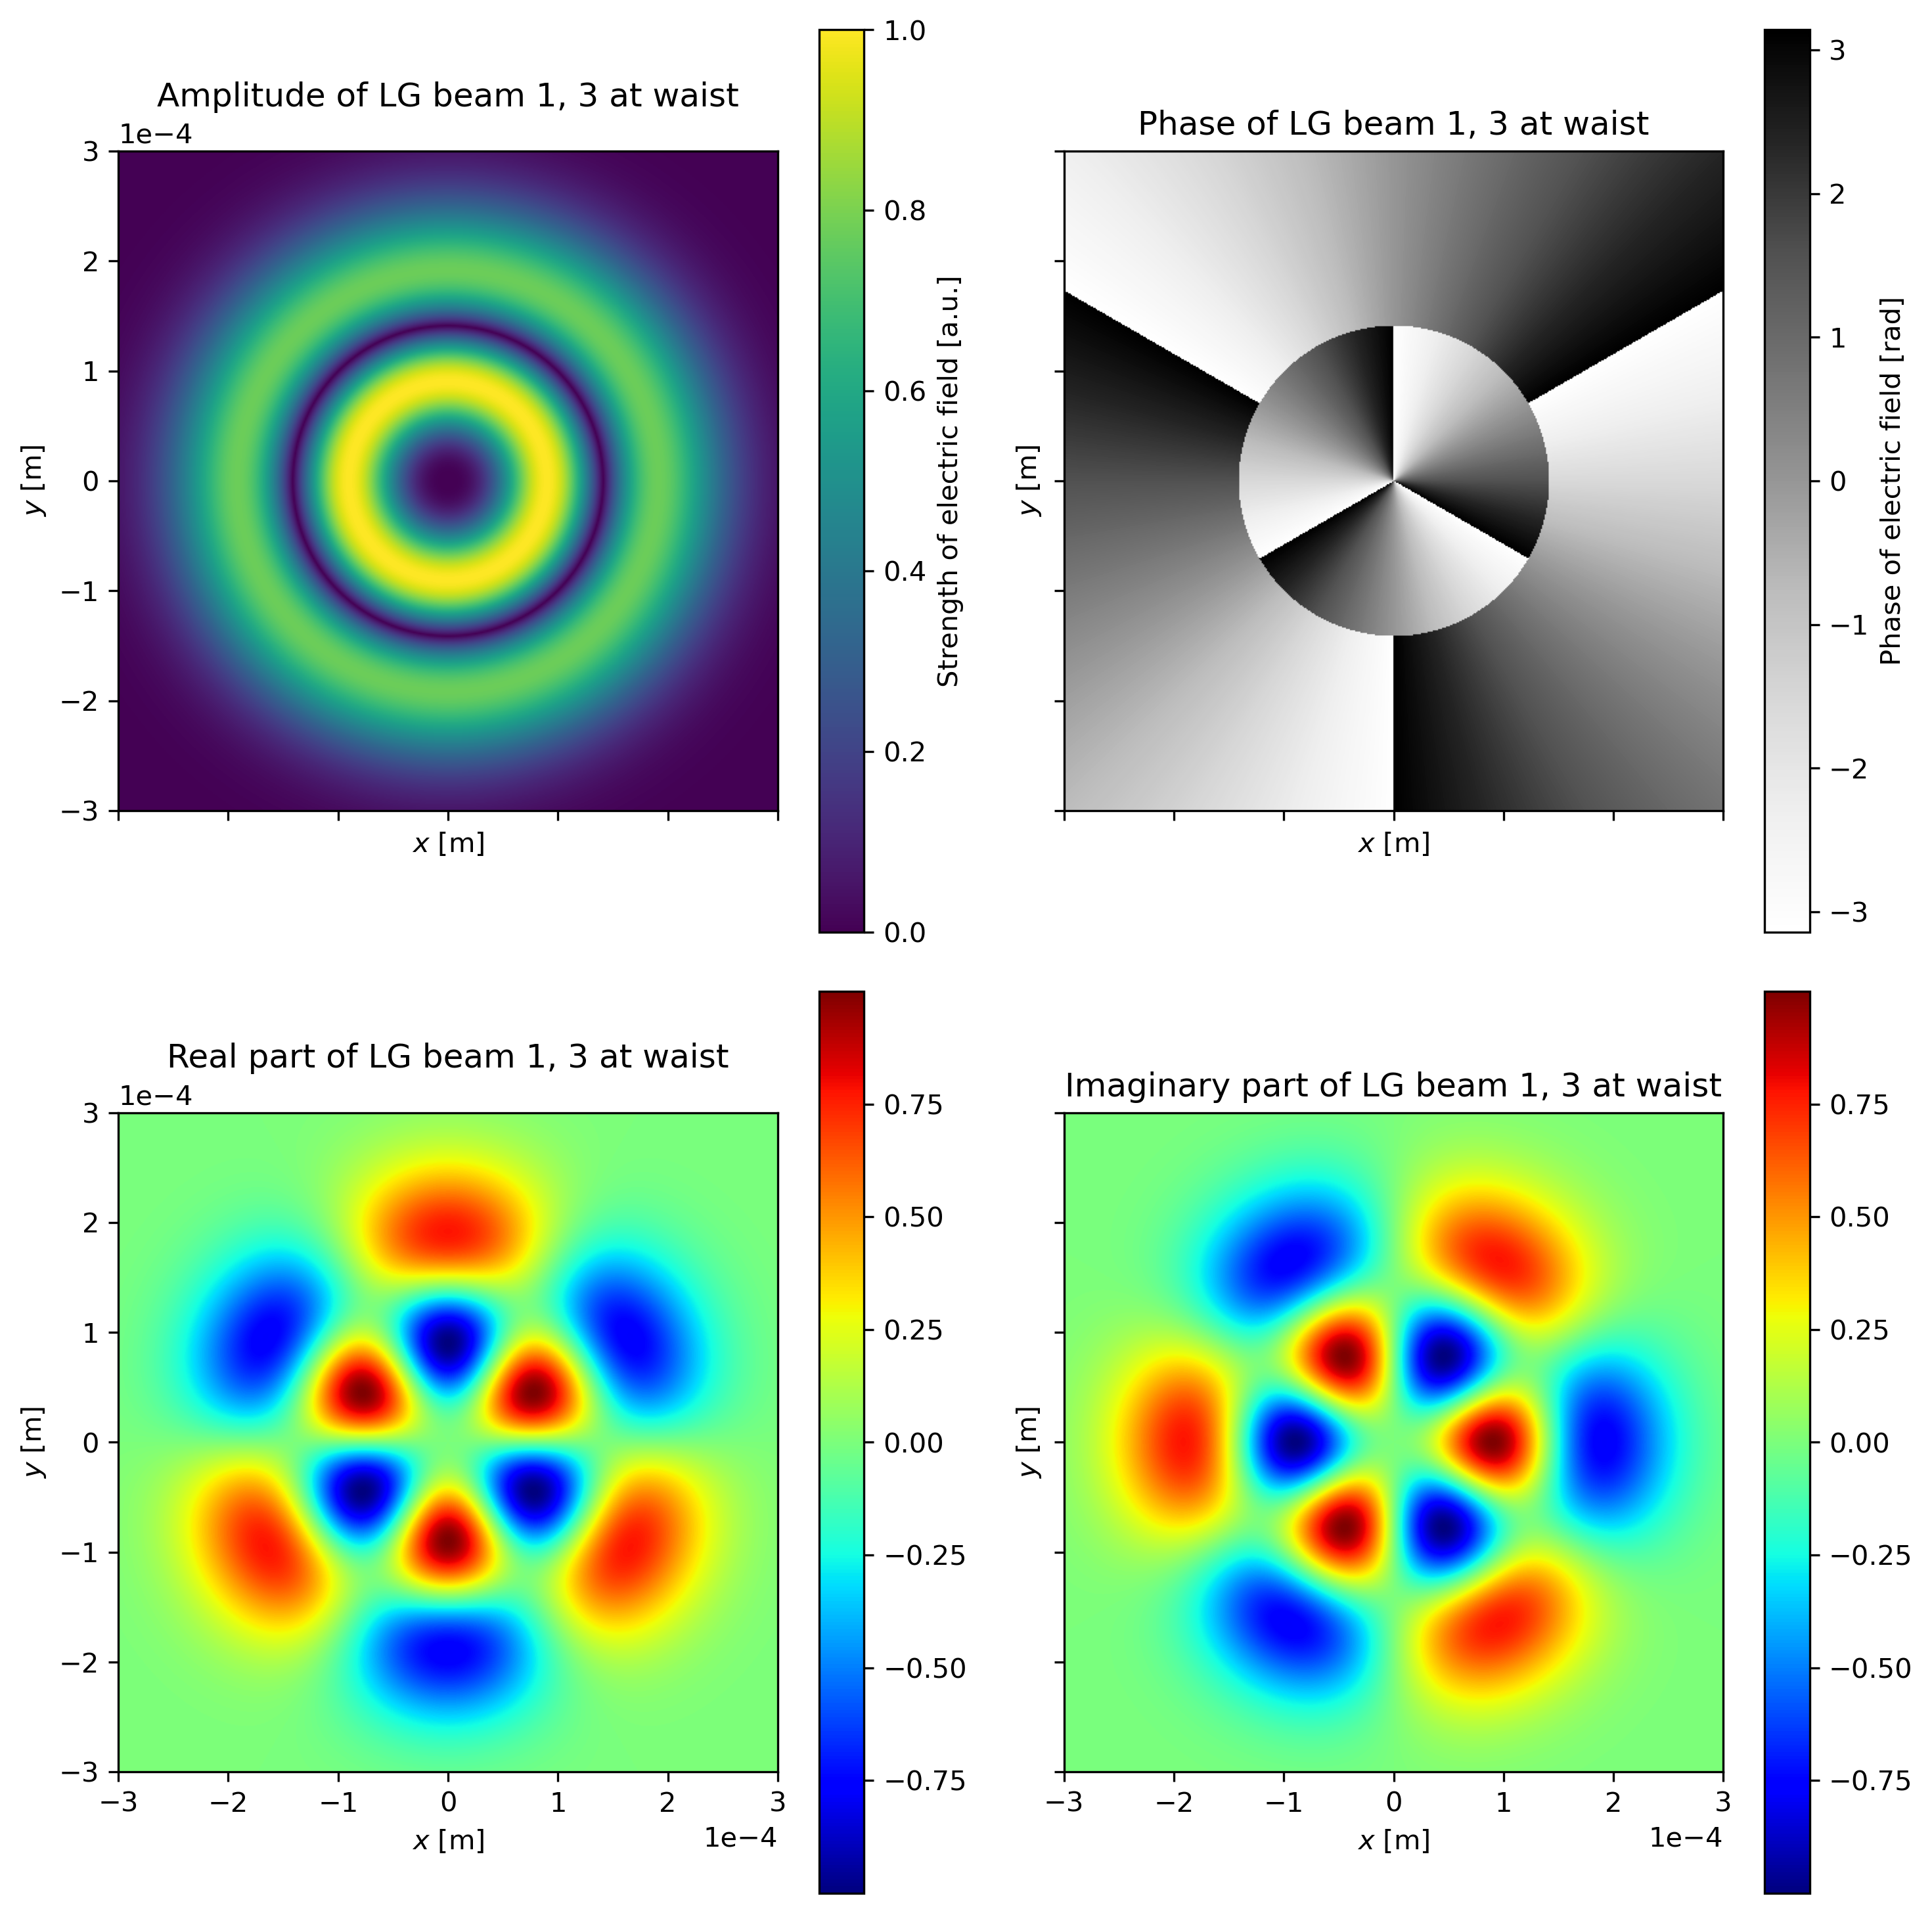 Amplitude of LG beam 1, 3 at waist
1e−4
3
2
1
0
−1
−2
−3
y [m]
x [m]
1.0
0.8
0.6
0.4
0.2
0.0
Strength of electric field [a.u.]
Phase of LG beam 1, 3 at waist
y [m]
x [m]
3
2
1
0
−1
−2
−3
Phase of electric field [rad]
Real part of LG beam 1, 3 at waist
1e−4
3
2
1
0
−1
−2
−3
y [m]
−3 −2 −1 0 1 2 3
x [m]
1e−4
0.75
0.50
0.25
0.00
−0.25
−0.50
−0.75
Imaginary part of LG beam 1, 3 at waist
y [m]
−3 −2 −1 0 1 2 3
x [m]
1e−4
0.75
0.50
0.25
0.00
−0.25
−0.50
−0.75